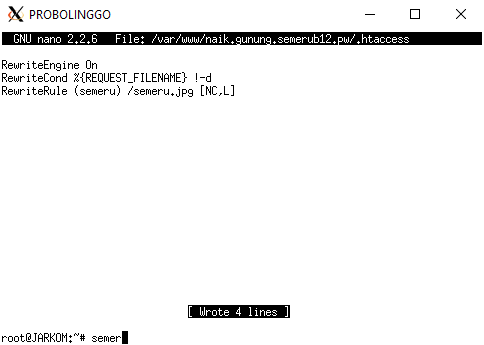 PROBOLINGGO
GNU nano 2.2.6 File: /var/www/naik.gunung.semerub12.pw/.htaccess
RewriteEngine On
RewriteCond %{REQUEST_FILENAME} !-d
RewriteRule (semeru) /semeru.jpg [NC,L]
[ Wrote 4 lines ]
root@JARKOM:~# semer